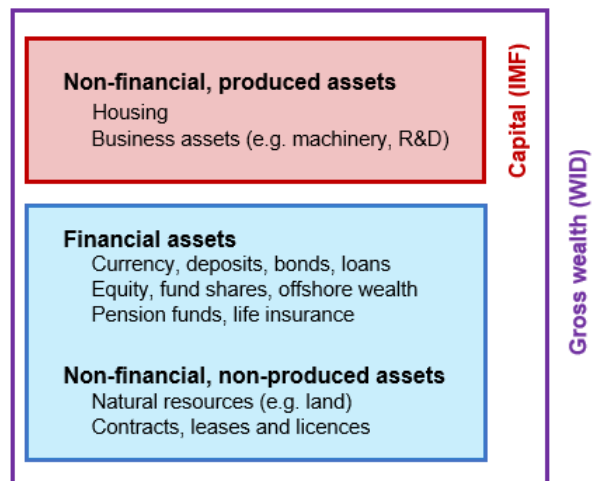 Non-financial, produced assets
Housing
Business assets (e.g. machinery, R&D)
Capital (IMF)
Financial assets
Currency, deposits, bonds, loans
Equity, fund shares, offshore wealth
Pension funds, life insurance
Non-financial, non-produced assets
Natural resources (e.g. land)
Contracts, leases and licences
Gross wealth (WID)